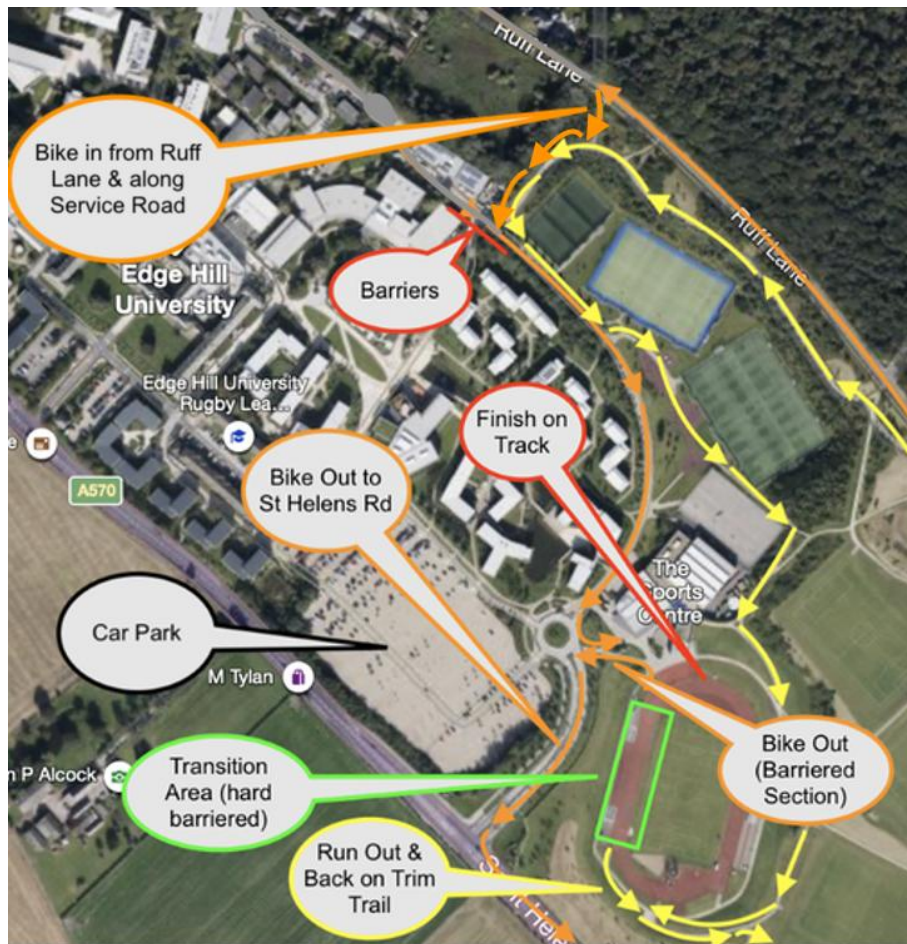 Ruff Lane
Bike in from Ruff
Lane & along
Service Road
Ruff Lane
Edge Hill
University
Barriers
Edge Hill University
Rugby Lea...
Finish on
Track
A570
Bike Out to
St Helens Rd
The
Sports
Centre
Car Park
M Tylan
Bike Out
(Barriered
Section)
n P Alcock
Transition
Area (hard
barriered)
Run Out &
Back on Trim
Trail